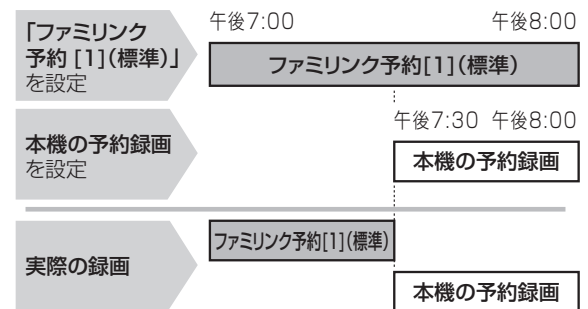 「ファミリンク
予約 [1](標準)」
を設定
午後7:00 午後8:00
ファミリンク予約[1](標準)
本機の予約録画
を設定
午後7:30 午後8:00
本機の予約録画
実際の録画
ファミリンク予約[1](標準)
本機の予約録画